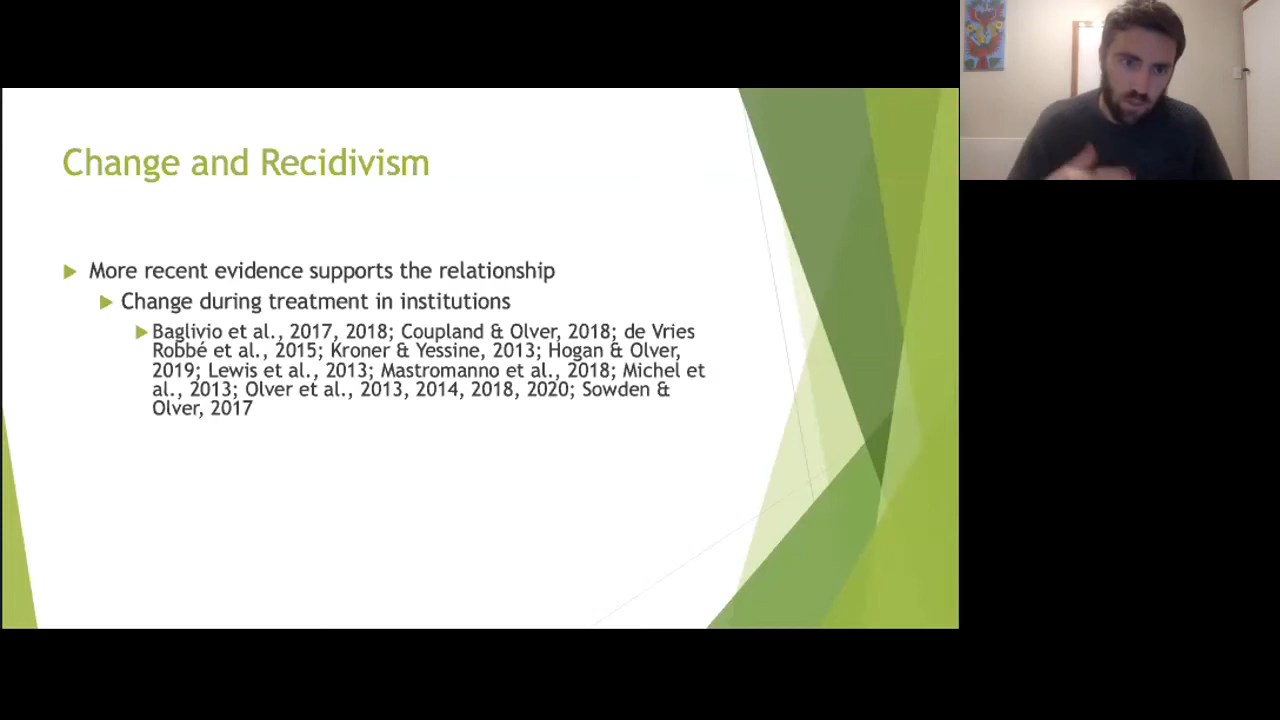 Change and Recidivism
More recent evidence supports the relationship
Change during treatment in institutions
Baglivio et al., 2017, 2018; Coupland & Olver, 2018; de Vries
Robbé et al., 2015; Kroner & Yessine, 2013; Hogan & Olver,
2019; Lewis et al., 2013; Mastromanno et al., 2018; Michel et
al., 2013; Olver et al., 2013, 2014, 2018, 2020; Sowden &
Olver, 2017